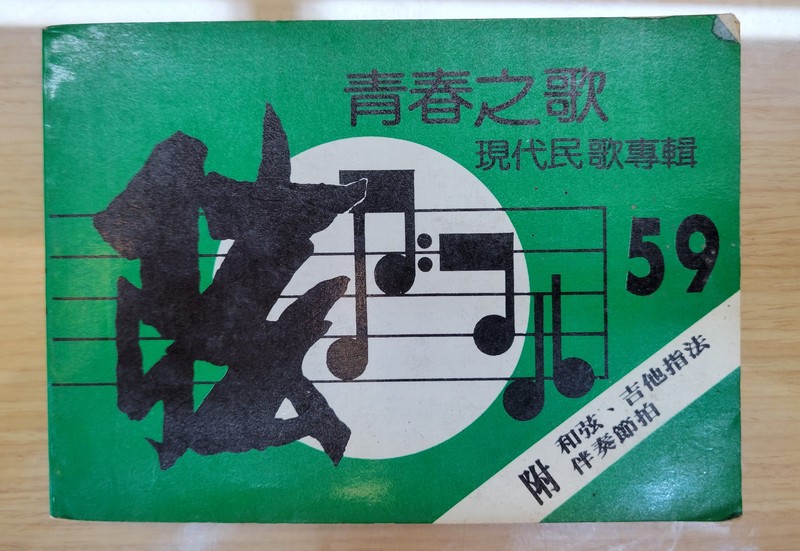 青春之歌
現代民歌專輯
弦
59
附
和弦、吉他指法
伴奏節拍